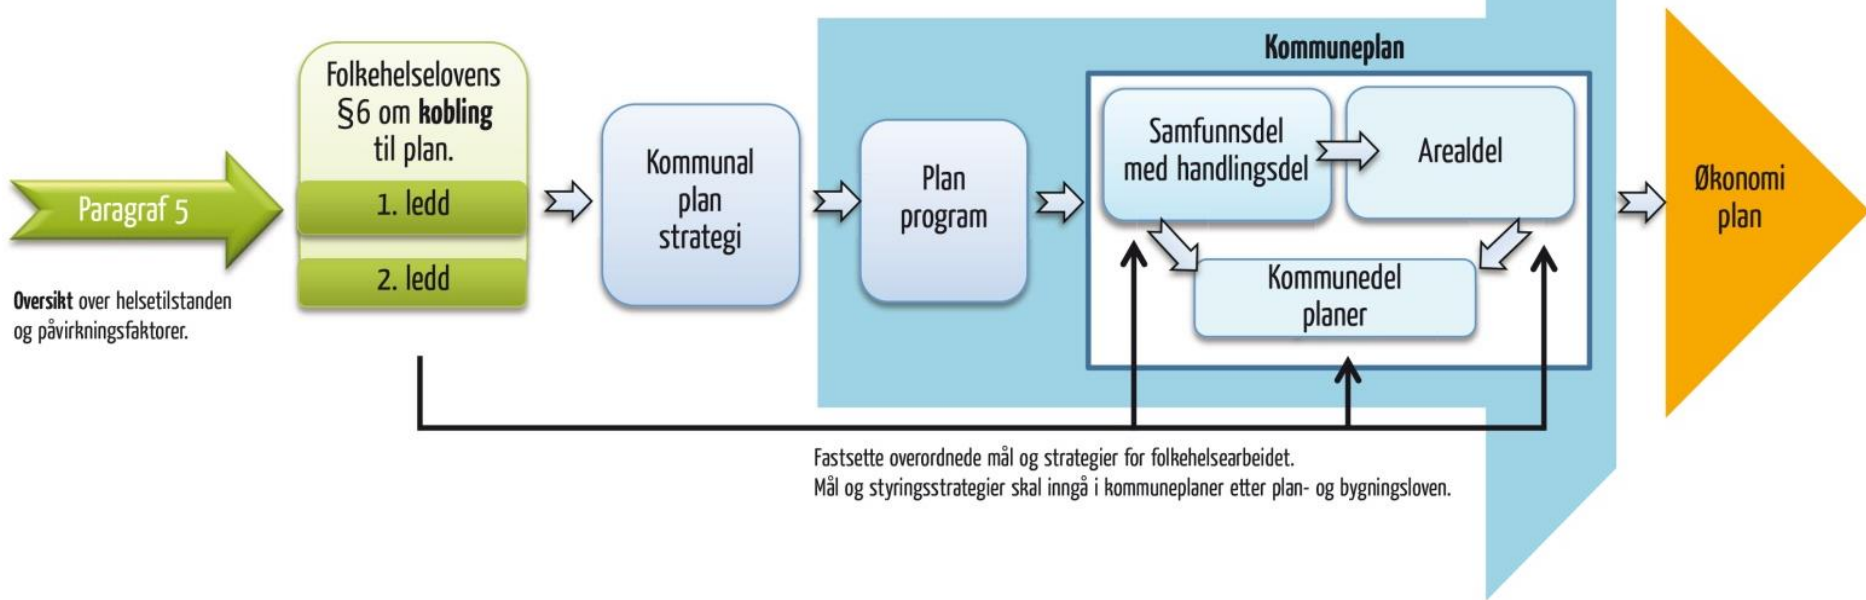 Paragraf 5
Oversikt over helsetilstanden
og påvirkningsfaktorer.
Folkehelselovens
§6 om kobling
til plan.
1. ledd
2. ledd
Kommunal
plan
strategi
Plan
program
Kommuneplan
Samfunnsdel
med handlingsdel
Arealdel
Kommunedel
planer
Økonomi
plan
Fastsette overordnede mål og strategier for folkehelsearbeidet.
Mål og styringsstrategier skal inngå i kommuneplaner etter plan- og bygningsloven.